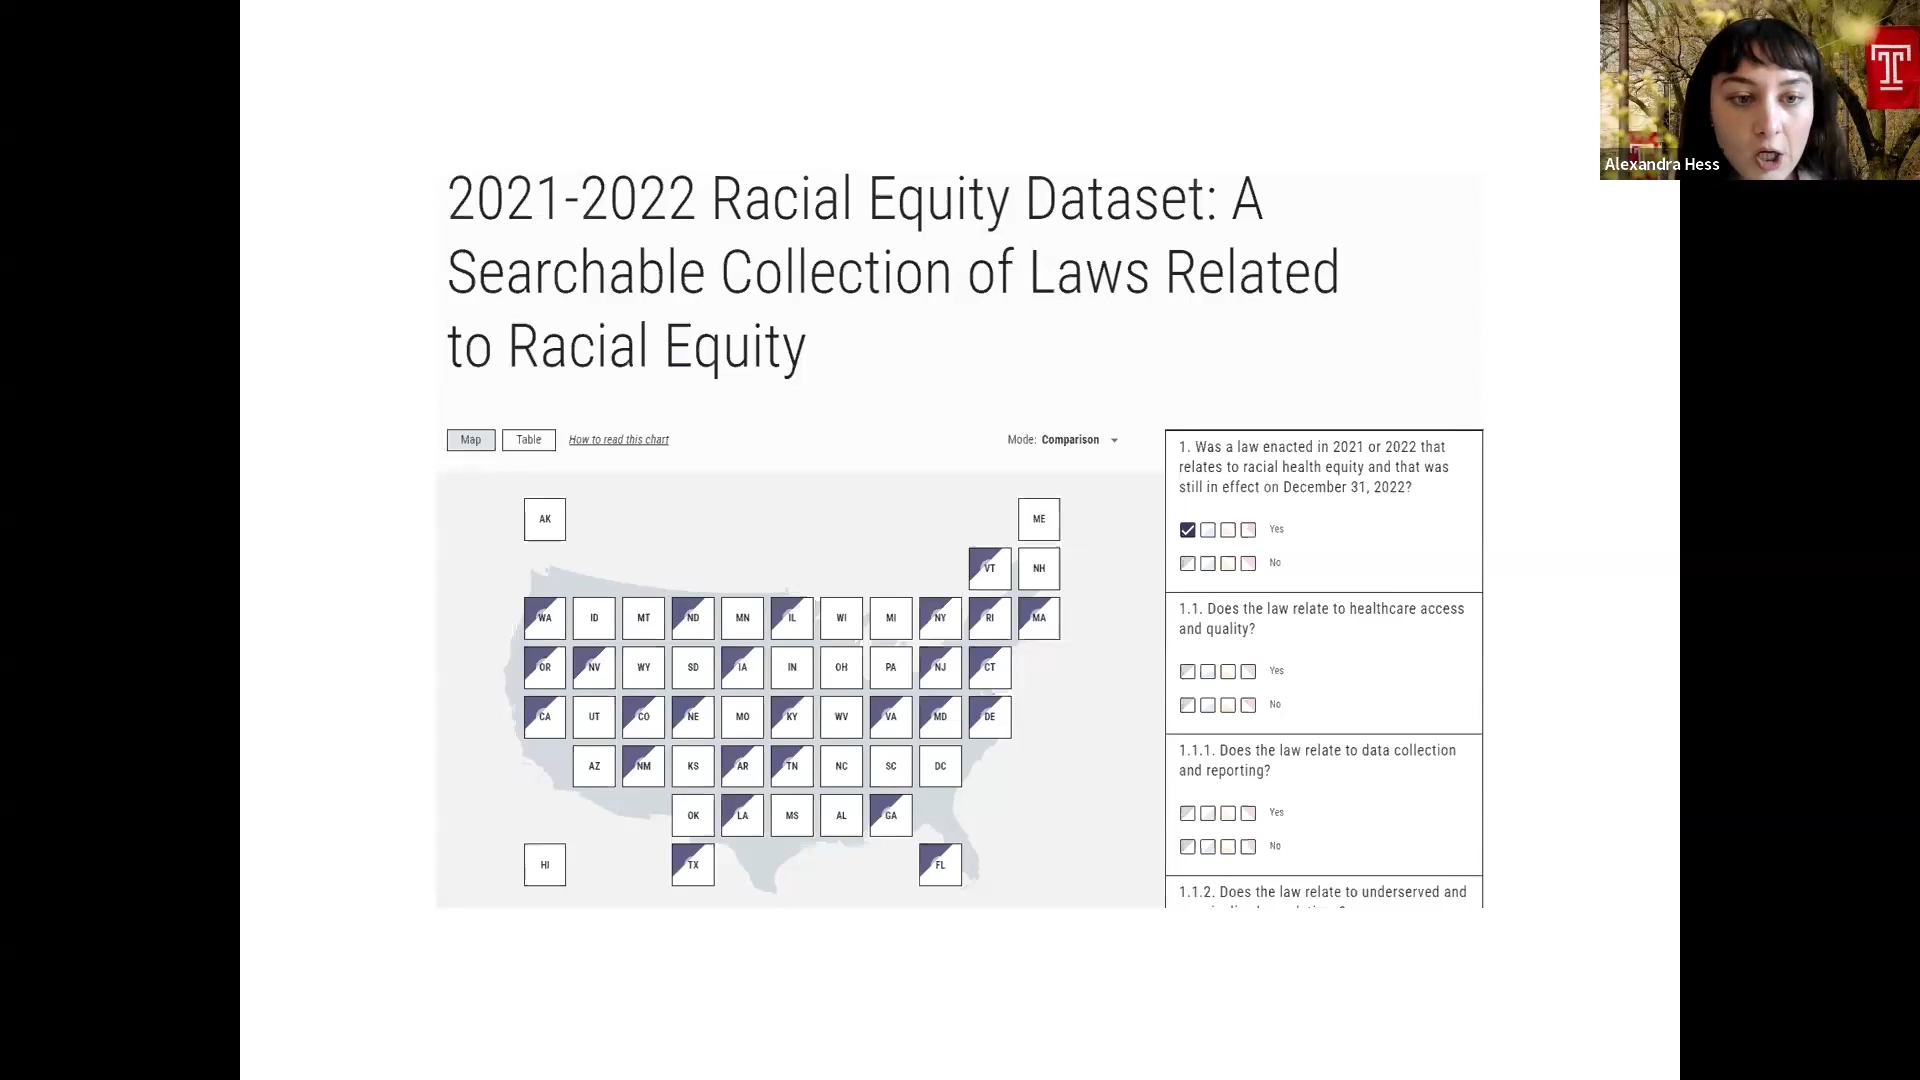 2021-2022 Racial Equity Dataset: A
Searchable Collection of Laws Related
to Racial Equity
T
Alexandra Hess
Map
Table
How to read this chart
Mode: Comparison
AK
ME
VT
NH
WA
ID
MT
ND
MN
IL
WI
MI
NY
RI
MA
OR
NV
WY
SD
IA
IN
OH
PA
NJ
CT
CA
UT
CO
NE
MO
KY
WV
VA
MD
DE
AZ
NM
KS
AR
TN
NC
SC
DC
OK
LA
MS
AL
GA
HI
TX
FL
1. Was a law enacted in 2021 or 2022 that
relates to racial health equity and that was
still in effect on December 31, 2022?
Yes
No
1.1. Does the law relate to healthcare access
and quality?
Yes
No
1.1.1. Does the law relate to data collection
and reporting?
Yes
No
1.1.2. Does the law relate to underserved and